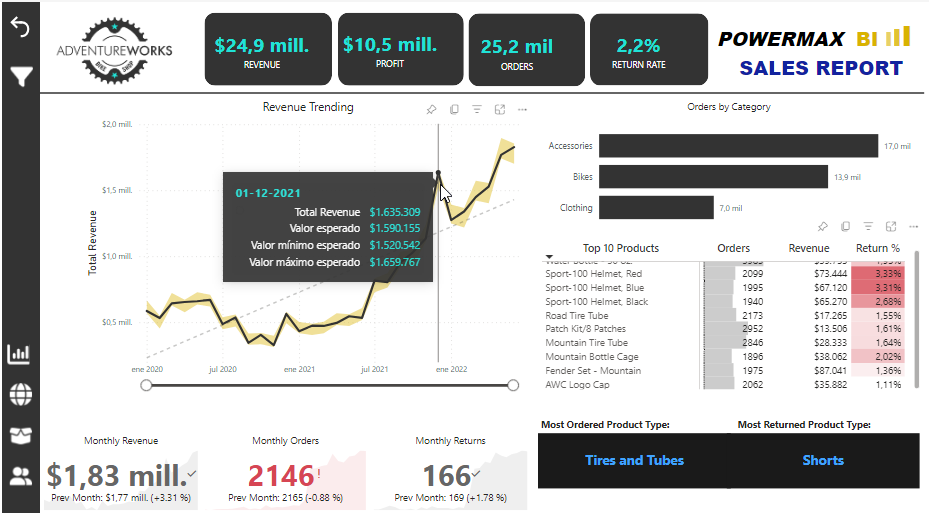 ADVENTUREWORKS
BIKE SHOP
$24,9 mill.
REVENUE
$10,5 mill.
PROFIT
25,2 mil
ORDERS
2,2%
RETURN RATE
POWERMAX BI
SALES REPORT
Revenue Trending
Total Revenue
$2,0 mill.
$1,5 mill.
$1,0 mill.
$0,5 mill.
ene 2020
jul 2020
ene 2021
jul 2021
ene 2022
01-12-2021
Total Revenue $1.635.309
Valor esperado $1.590.155
Valor mínimo esperado $1.520.542
Valor máximo esperado $1.659.767
Orders by Category
Accessories 17,0 mil
Bikes 13,9 mil
Clothing 7,0 mil
Top 10 Products Orders Revenue Return %
Sport-100 Helmet, Red 2099 $73.444 3,33%
Sport-100 Helmet, Blue 1995 $67.120 3,31%
Sport-100 Helmet, Black 1940 $65.270 2,68%
Road Tire Tube 2173 $17.265 1,55%
Patch Kit/8 Patches 2952 $13.506 1,61%
Mountain Tire Tube 2846 $28.333 1,64%
Mountain Bottle Cage 1896 $38.062 2,02%
Fender Set - Mountain 1975 $87.041 1,36%
AWC Logo Cap 2062 $35.882 1,11%
Monthly Revenue
$1,83 mill.
Prev Month: $1,77 mill. (+3.31 %)
Monthly Orders
2146!
Prev Month: 2165 (-0.88 %)
Monthly Returns
166
Prev Month: 169 (+1.78 %)
Most Ordered Product Type:
Tires and Tubes
Most Returned Product Type:
Shorts